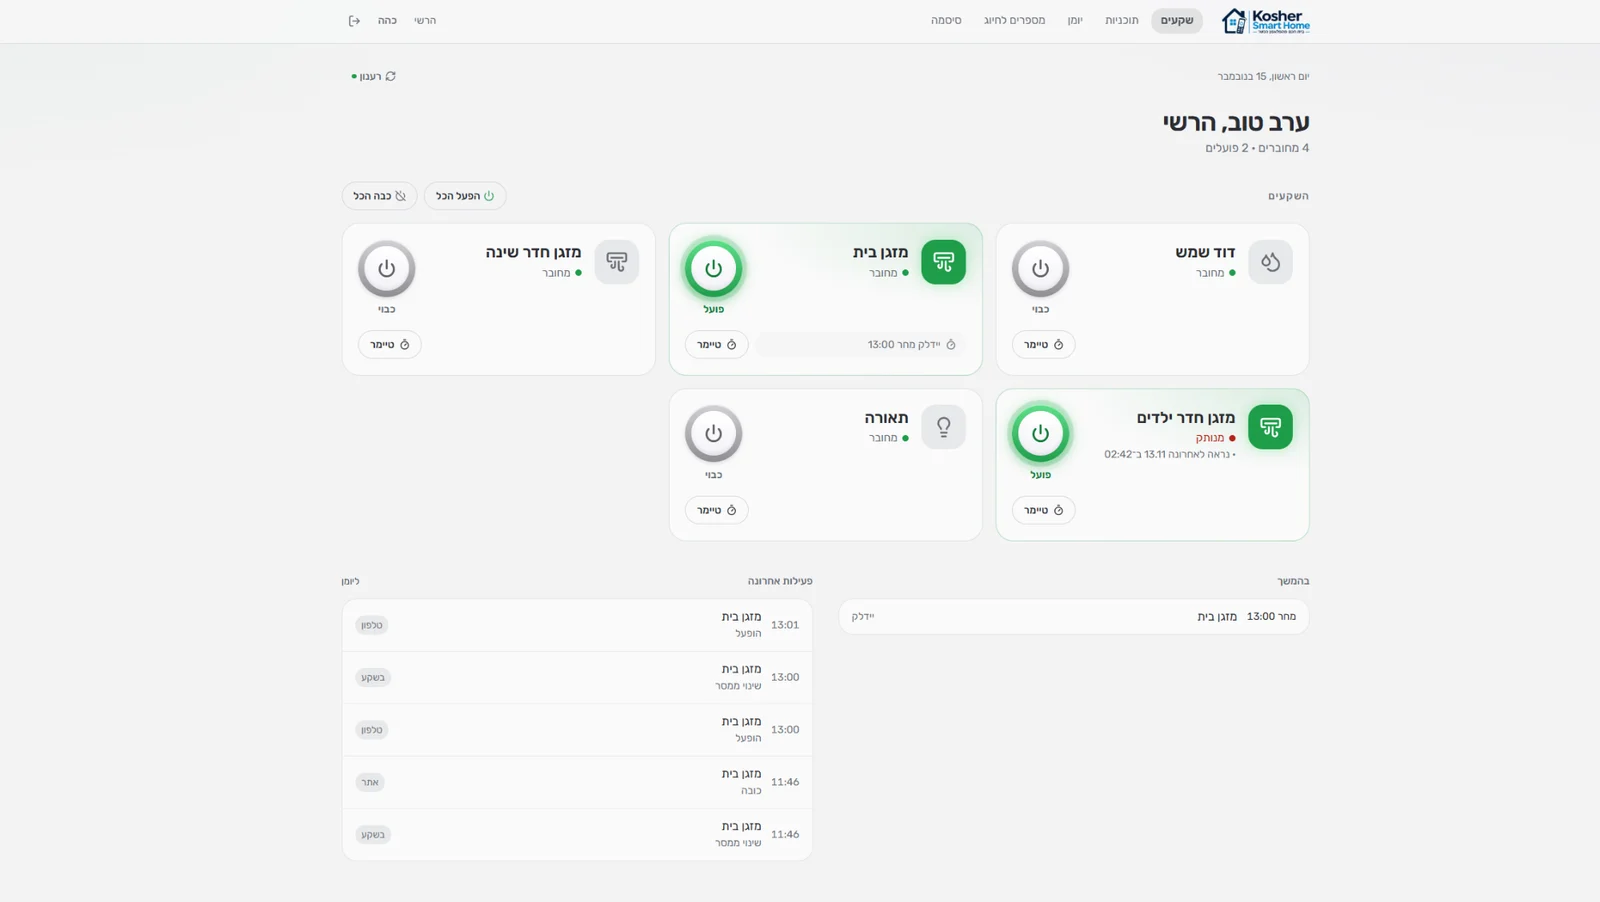 Kosher
Smart Home
שקעים
תוכניות
יומן
מספרים לחיוג
סיסמה
הרשי
כהה
יום ראשון, 15 בנובמבר
רענון
ערב טוב, הרשי
4 מחוברים • 2 פועלים
השקעים
הפעל הכל
כבה הכל
דוד שמש
מחובר
כבוי
טיימר
מזגן בית
מחובר
פועל
יידלק מחר 13:00
טיימר
מזגן חדר שינה
מחובר
כבוי
טיימר
מזגן חדר ילדים
מנותק
• נראה לאחרונה 13.11 ב־02:42
פועל
טיימר
תאורה
מחובר
כבוי
טיימר
בהמשך
מחר 13:00 מזגן בית יידלק
פעילות אחרונה
ליומן
13:01 מזגן בית
הופעל
טלפון
13:00 מזגן בית
שינוי ממסר
בשקע
13:00 מזגן בית
הופעל
טלפון
11:46 מזגן בית
כובה
אתר
11:46 מזגן בית
שינוי ממסר
בשקע